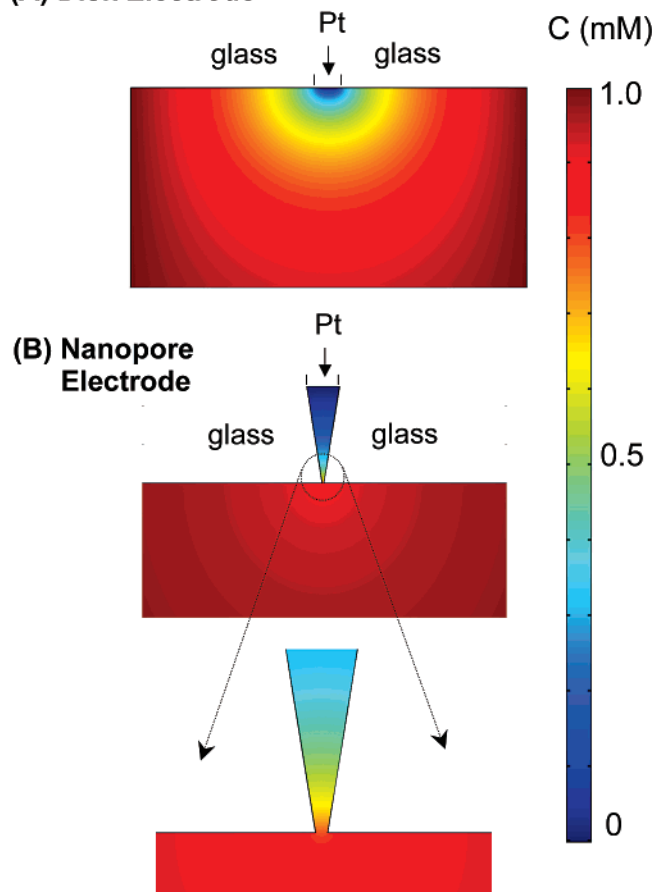 Pt
glass glass
C (mM)
1.0
0.5
0
(B) Nanopore
Electrode
Pt
glass glass